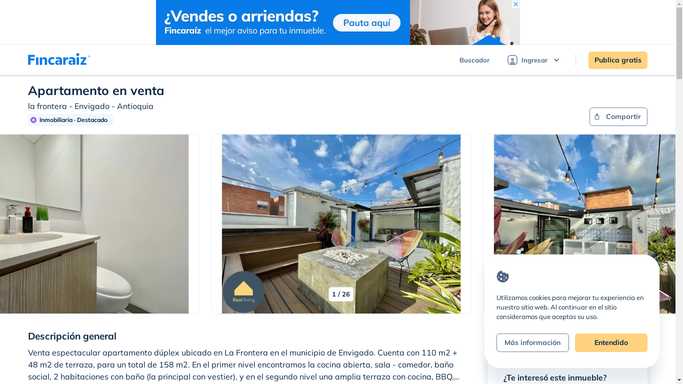 ¿Vendes o arriendas?
Fincaraíz el mejor aviso para tu inmueble.
Pauta aquí
Fincaraíz
Buscador
Ingresar
Publica gratis
Apartamento en venta
la frontera - Envigado - Antioquia
Inmobiliaria · Destacado
Compartir
1 / 26
Utilizamos cookies para mejorar tu experiencia en
nuestro sitio web. Al continuar en el sitio
consideramos que aceptas su uso.
Más información
Entendido
Descripción general
Venta espectacular apartamento dúplex ubicado en La Frontera en el municipio de Envigado. Cuenta con 110 m2 +
48 m2 de terraza, para un total de 158 m2. En el primer nivel encontramos la cocina abierta, sala - comedor, baño
social, 2 habitaciones con baño (la principal con vestier), y en el segundo nivel una amplia terraza con cocina, BBQ,...
¿Te interesó este inmueble?